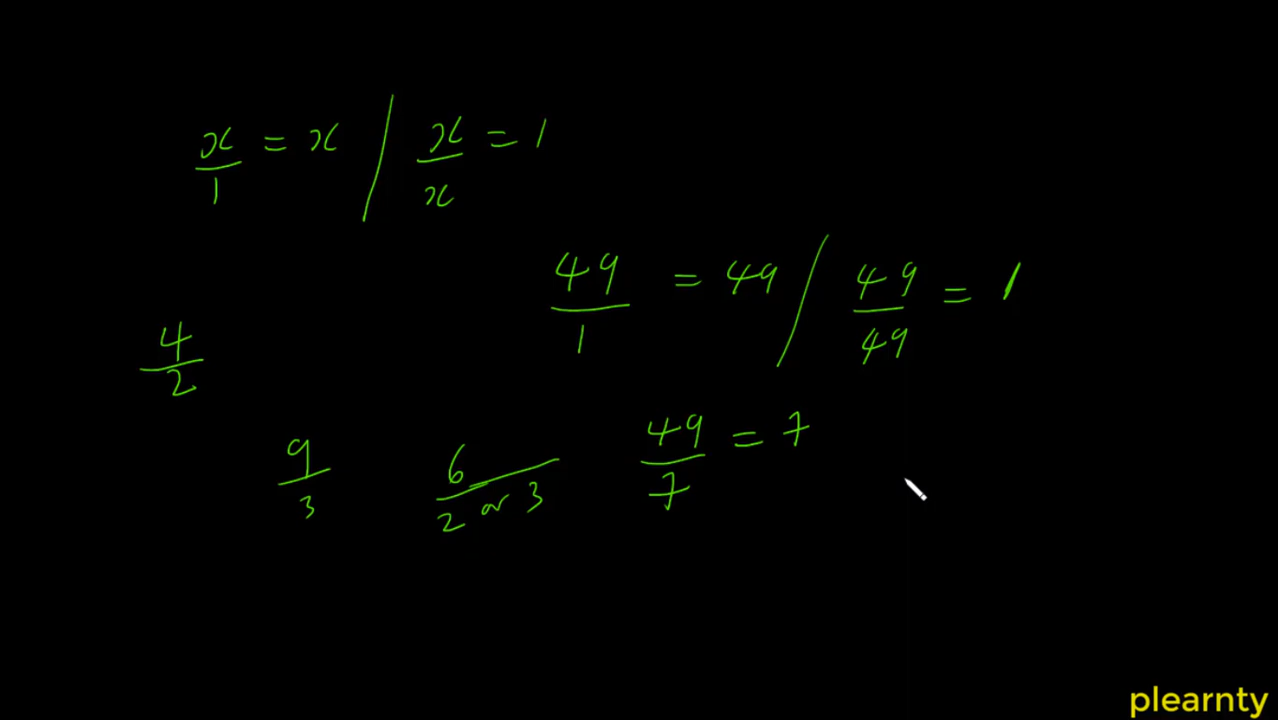 x/1 = x / x/x = 1
49/1 = 49 / 49/49 = 1
4/2
9/3 6/2 or 3 49/7 = 7
plearnty